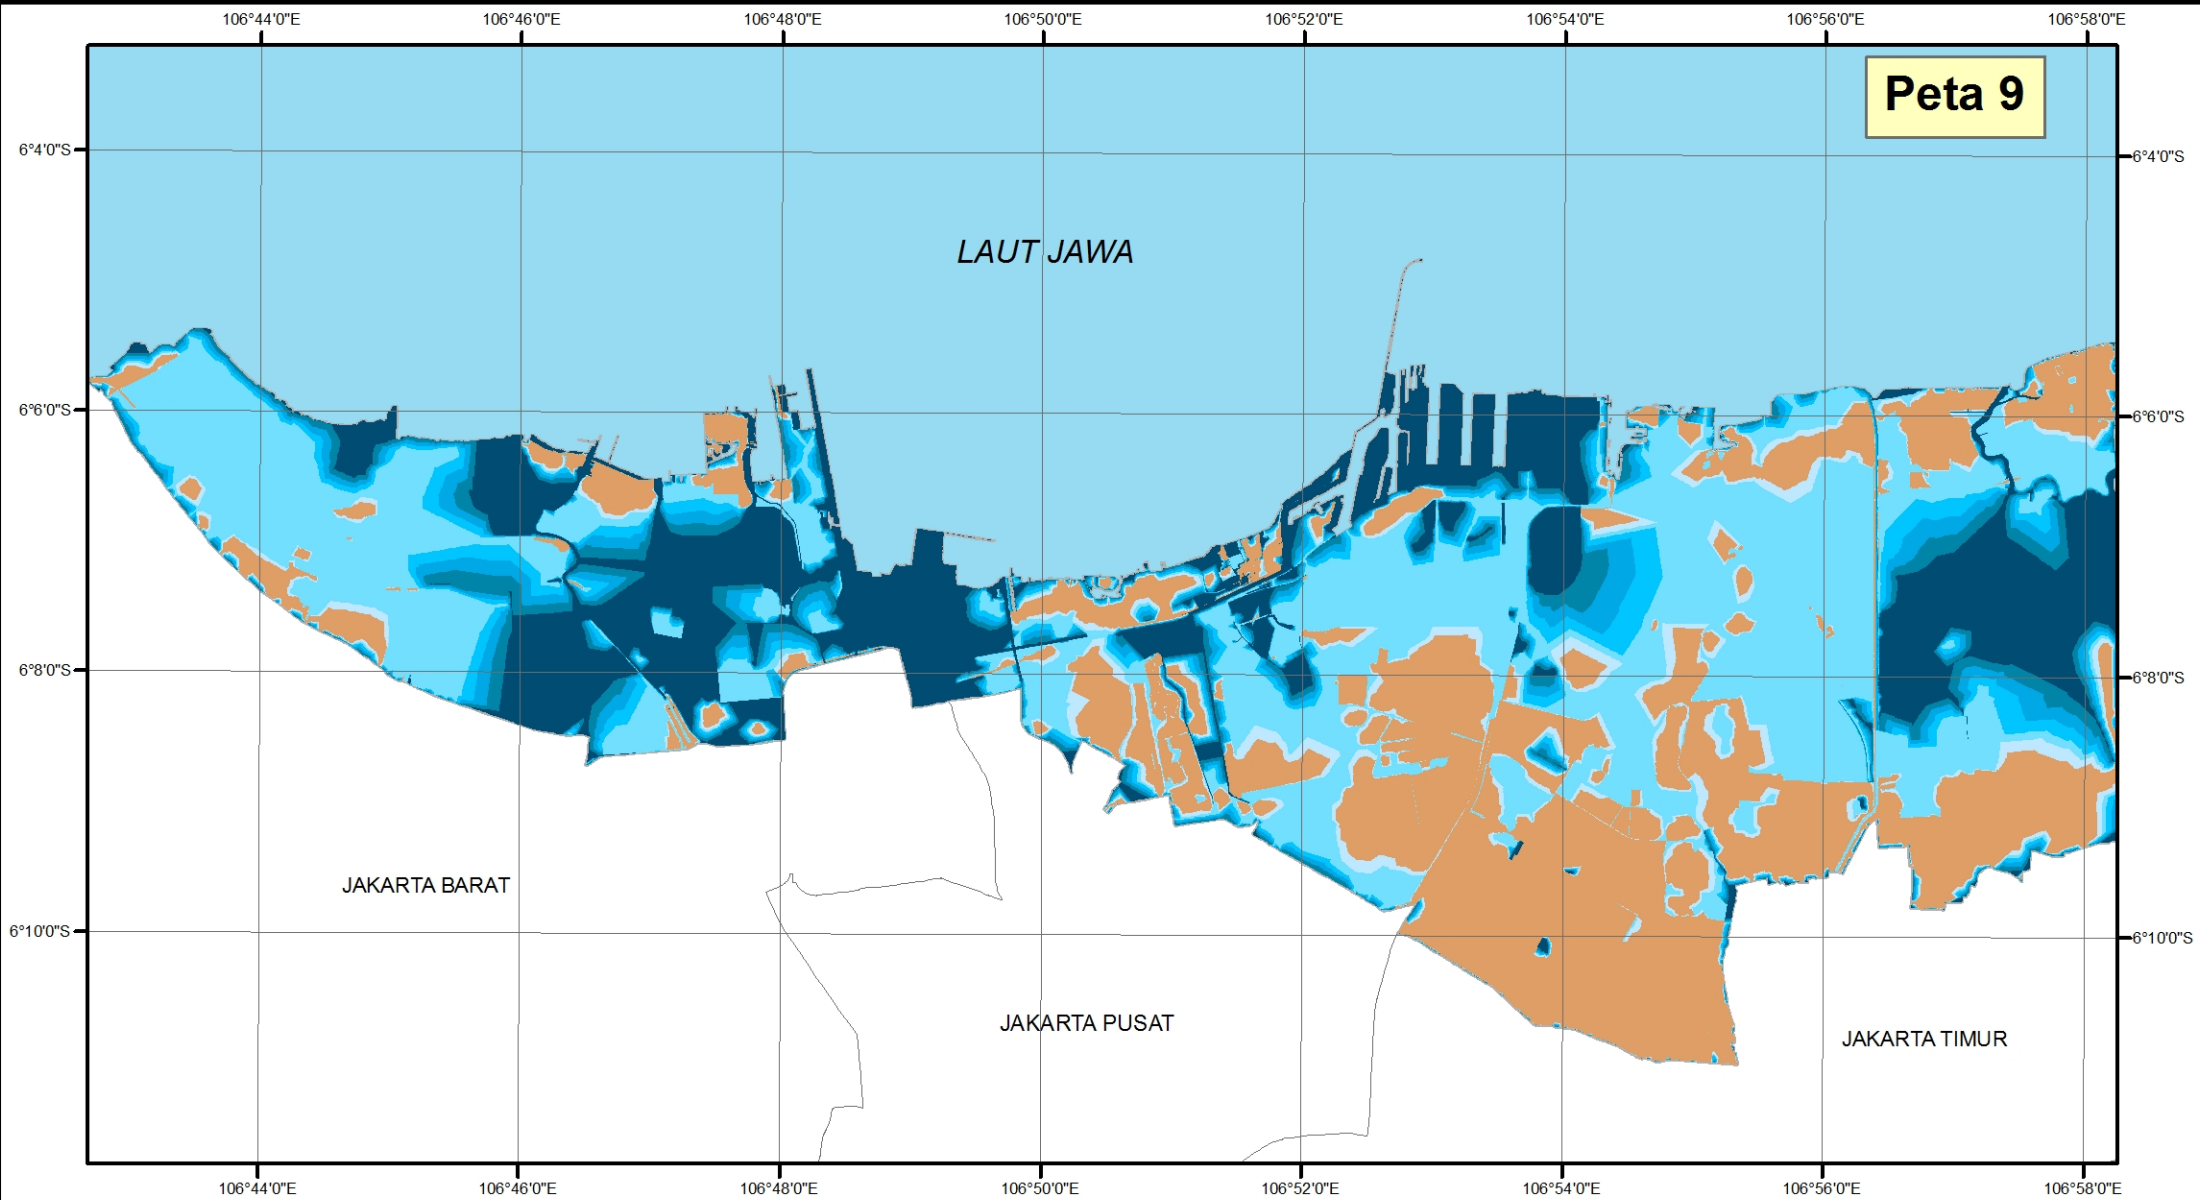 106°44'0"E 106°46'0"E 106°48'0"E 106°50'0"E 106°52'0"E 106°54'0"E 106°56'0"E 106°58'0"E
Peta 9
6°4'0"S 6°4'0"S
LAUT JAWA
6°6'0"S 6°6'0"S
6°8'0"S 6°8'0"S
JAKARTA BARAT
6°10'0"S 6°10'0"S
JAKARTA PUSAT
JAKARTA TIMUR
106°44'0"E 106°46'0"E 106°48'0"E 106°50'0"E 106°52'0"E 106°54'0"E 106°56'0"E 106°58'0"E